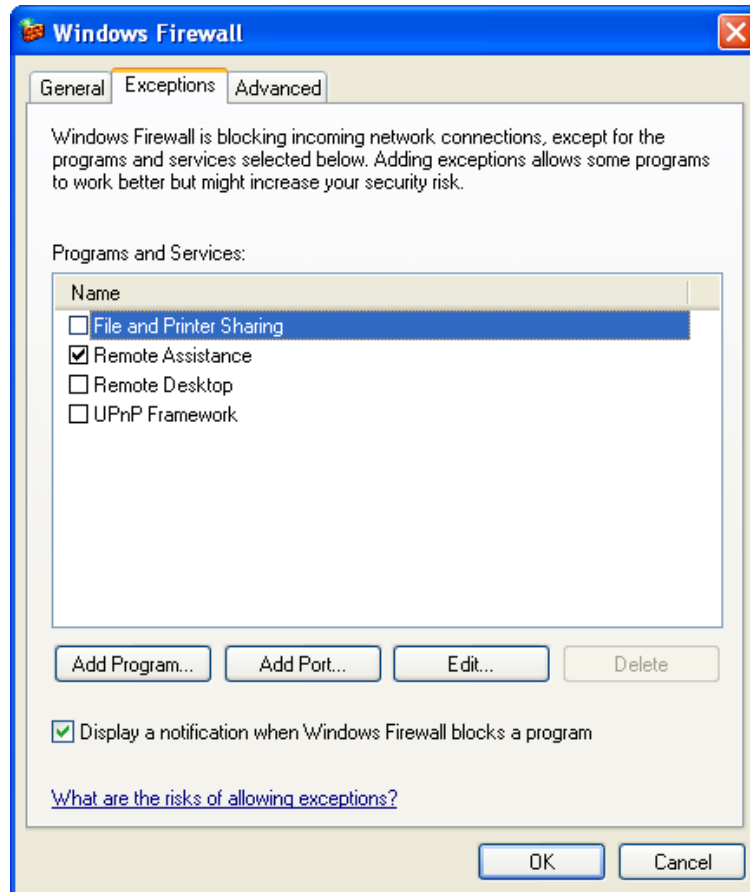 Windows Firewall
General Exceptions Advanced
Windows Firewall is blocking incoming network connections, except for the
programs and services selected below. Adding exceptions allows some programs
to work better but might increase your security risk.
Programs and Services:
Name
File and Printer Sharing
Remote Assistance
Remote Desktop
UPnP Framework
Add Program... Add Port... Edit... Delete
Display a notification when Windows Firewall blocks a program
What are the risks of allowing exceptions?
OK Cancel